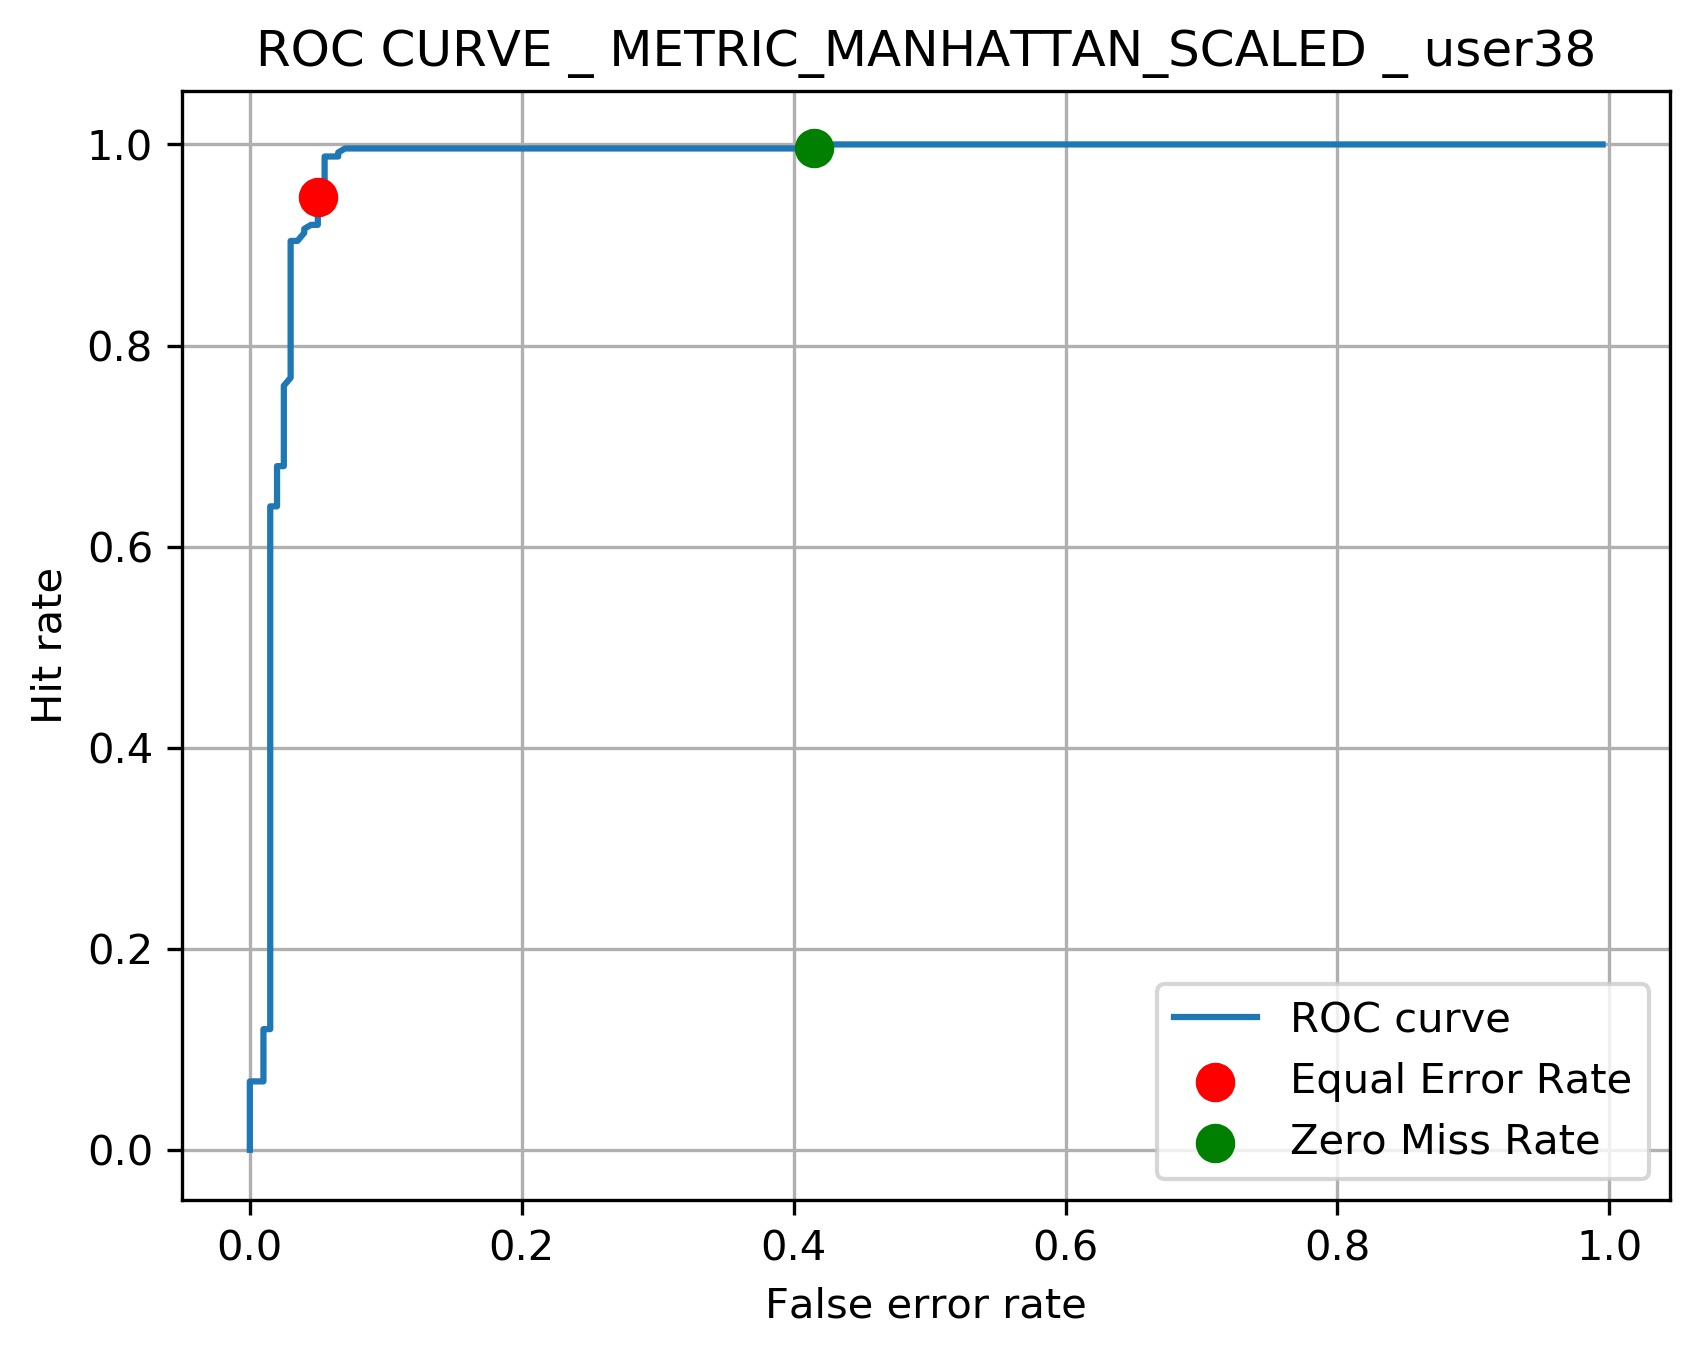 ROC CURVE _ METRIC_MANHATTAN_SCALED _ user38
1.0
0.8
0.6
0.4
0.2
0.0
Hit rate
ROC curve
Equal Error Rate
Zero Miss Rate
0.0 0.2 0.4 0.6 0.8 1.0
False error rate